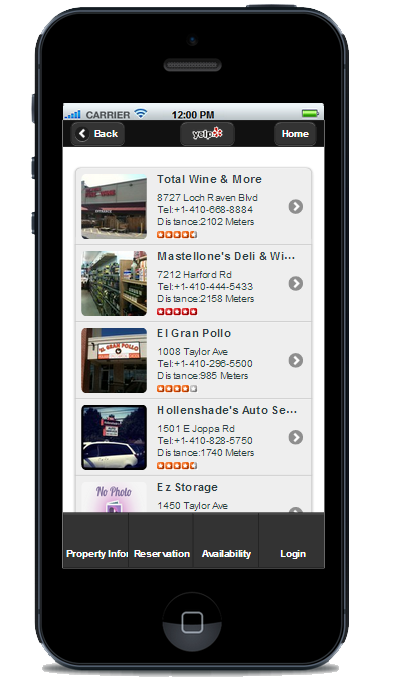 CARRIER 12:00 PM
Back yelp Home
Total Wine & More
8727 Loch Raven Blvd
Tel:+1-410-668-8884
Distance:2102 Meters
Mastellone's Deli & Wi...
7212 Harford Rd
Tel:+1-410-444-5433
Distance:2158 Meters
EL GRAN POLLO
El Gran Pollo
1008 Taylor Ave
Tel:+1-410-296-5500
Distance:985 Meters
Hollenshade's Auto Se...
1501 E Joppa Rd
Tel:+1-410-828-5750
Distance:1740 Meters
No Photo
Ez Storage
1450 Taylor Ave
Property Infor Reservation Availability Login